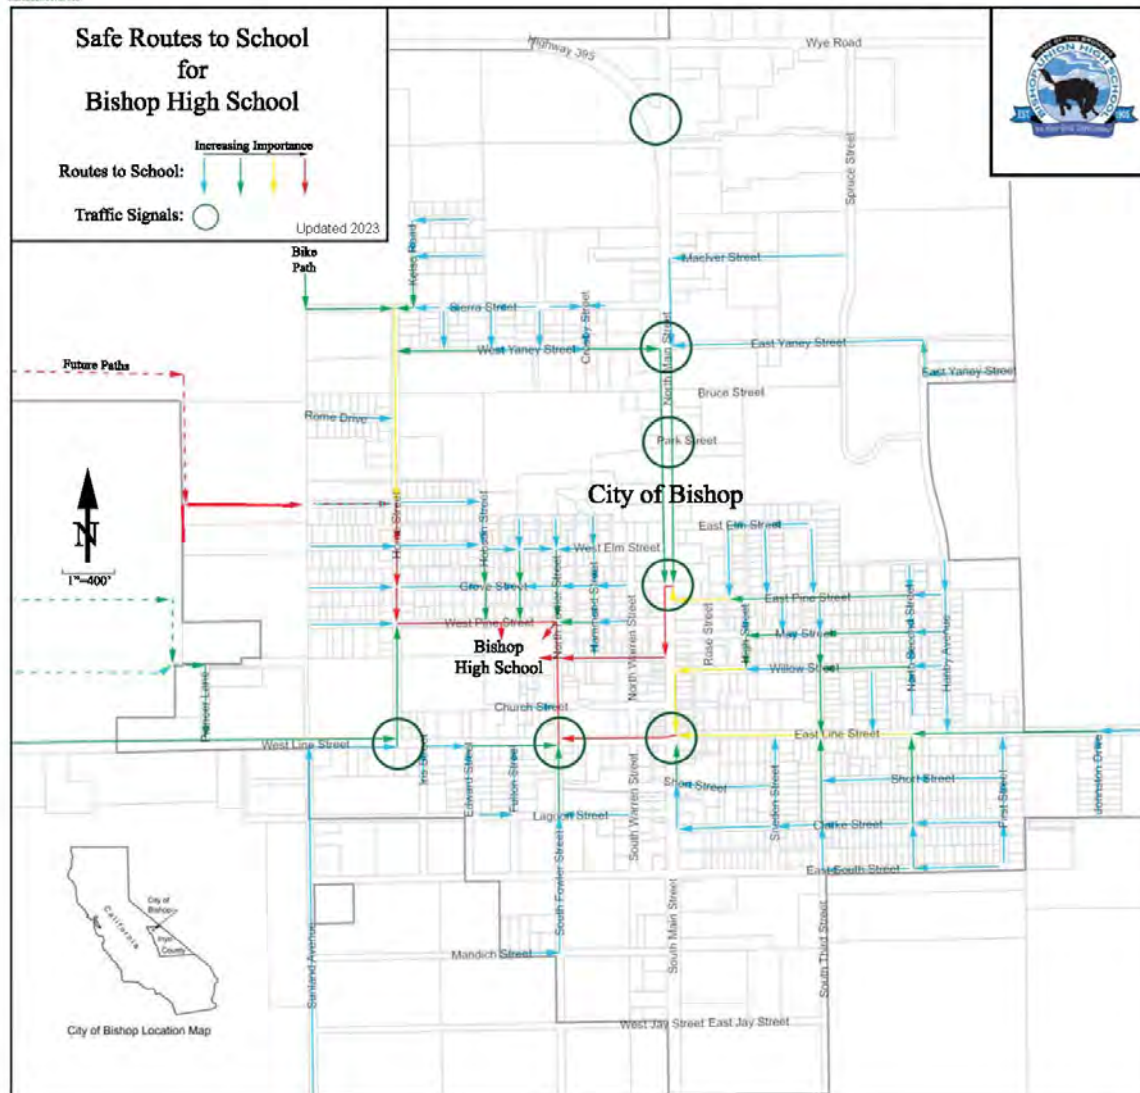 Safe Routes to School
for
Bishop High School
Increasing Importance
Routes to School:
Traffic Signals:
Updated 2023
BISHOP UNION HIGH SCHOOL
EST
1905
Highway 395
Wye Road
Spruce Street
Bike
Path
Kelso Road
MacIver Street
Sierra Street
Crosby Street
West Yaney Street
North Main Street
East Yaney Street
East Yaney Street
Future Paths
Bruce Street
Rome Drive
Park Street
City of Bishop
N
1"=400'
Home Street
Hobson Street
East Elm Street
West Elm Street
Grove Street
North Fowler Street
Hammond Street
East Pine Street
West Pine Street
North Warren Street
Rose Street
High Street
May Street
North Second Street
Hanby Avenue
Bishop
High School
Willow Street
Pioneer Lane
Church Street
West Line Street
East Line Street
Iris Street
Edward Street
Fulton Street
Short Street
Short Street
Johnston Drive
South Warren Street
Sneden Street
First Street
Lagoon Street
Clarke Street
South Fowler Street
East South Street
City of
Bishop
California
Inyo
County
City of Bishop Location Map
Sunland Avenue
Mandich Street
South Main Street
South Third Street
West Jay Street
East Jay Street